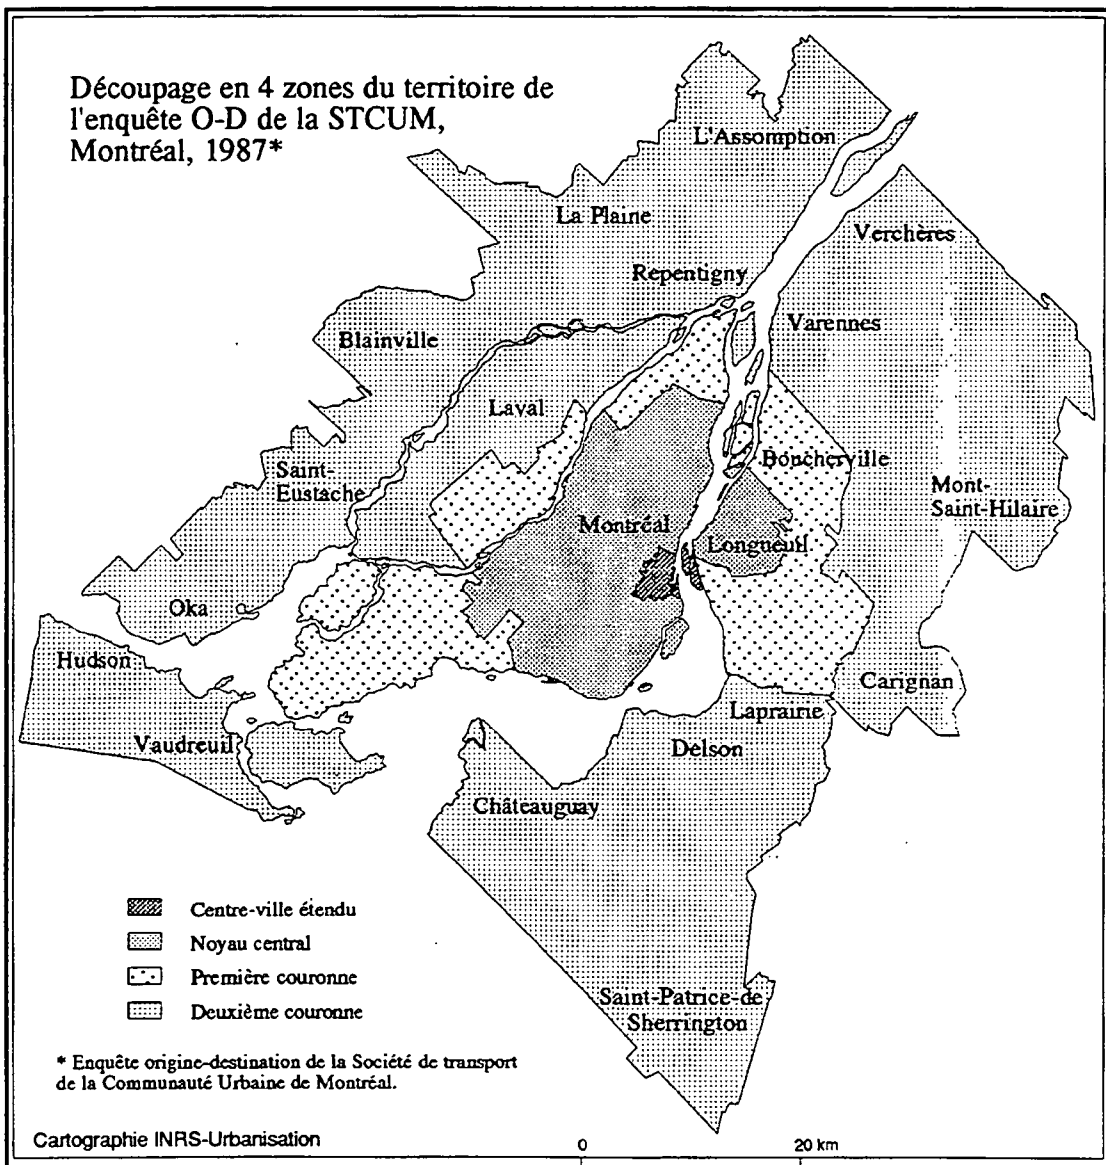 Découpage en 4 zones du territoire de
l'enquête O-D de la STCUM,
Montréal, 1987*
L'Assomption
La Plaine
Verchères
Repentigny
Varennes
Blainville
Laval
Boucherville
Saint-
Eustache
Mont-
Saint-Hilaire
Montréal
Longueuil
Oka
Hudson
Carignan
Laprairie
Vaudreuil
Delson
Châteauguay
Centre-ville étendu
Noyau central
Première couronne
Deuxième couronne
Saint-Patrice-de
Sherrington
* Enquête origine-destination de la Société de transport
de la Communauté Urbaine de Montréal.
Cartographie INRS-Urbanisation
0 20 km